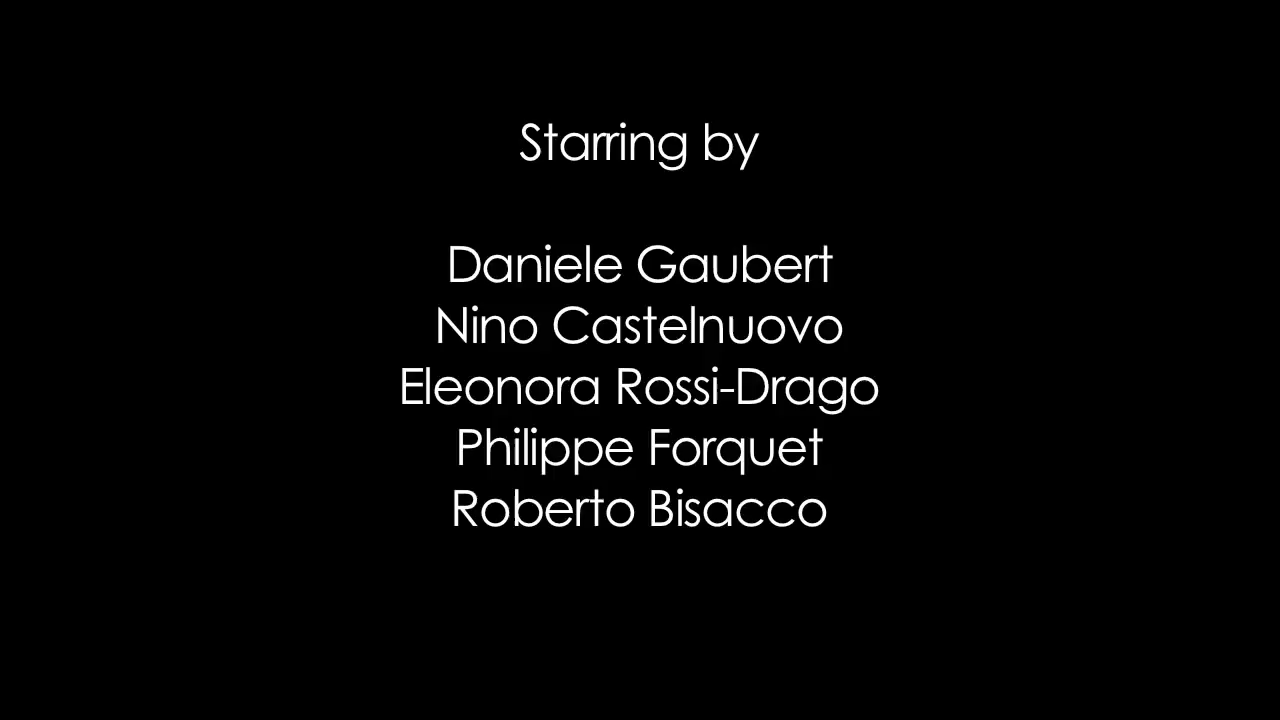 Starring by
Daniele Gaubert
Nino Castelnuovo
Eleonora Rossi-Drago
Philippe Forquet
Roberto Bisacco